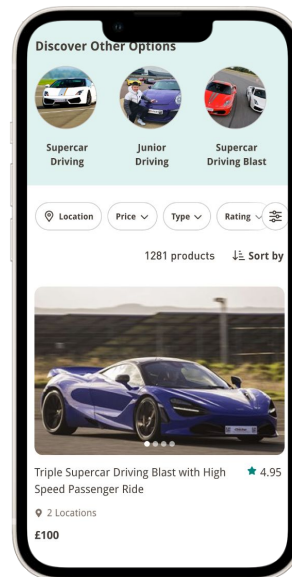 Discover Other Options
Supercar
Driving
Junior
Driving
Supercar
Driving Blast
Location
Price
Type
Rating
1281 products
Sort by
Triple Supercar Driving Blast with High
Speed Passenger Ride
4.95
2 Locations
£100